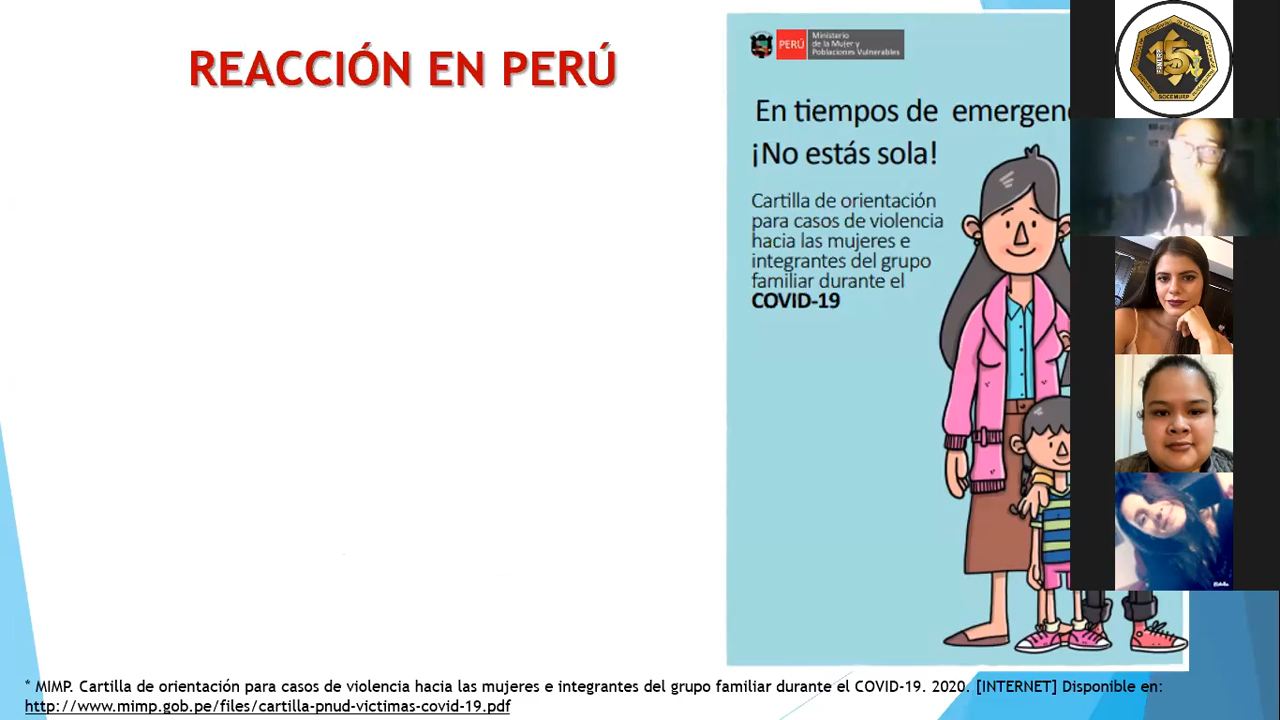 REACCIÓN EN PERÚ
PERÚ
Ministerio
de la Mujer y
Poblaciones Vulnerables
En tiempos de emergenc
¡No estás sola!
Cartilla de orientación
para casos de violencia
hacia las mujeres e
integrantes del grupo
familiar durante el
COVID-19
15
SOCEMURP
* MIMP. Cartilla de orientación para casos de violencia hacia las mujeres e integrantes del grupo familiar durante el COVID-19. 2020. [INTERNET] Disponible en:
http://www.mimp.gob.pe/files/cartilla-pnud-victimas-covid-19.pdf